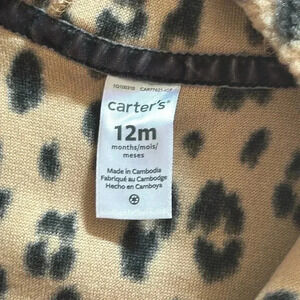 carter's
12m
months/mois/
meses
Made in Cambodia
Fabriqué au Cambodge
Hecho en Camboya